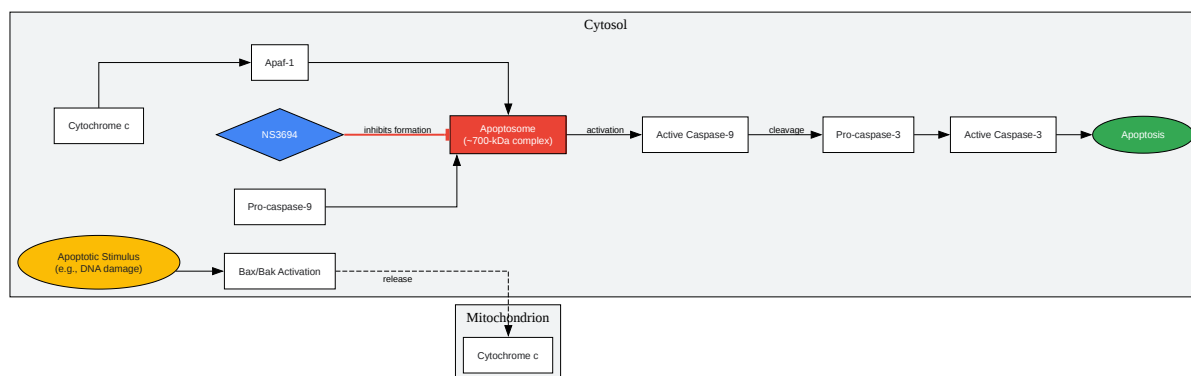 Cytosol
Apaf-1
Cytochrome c
NS3694
inhibits formation
Apoptosome
(~700-kDa complex)
activation
Active Caspase-9
cleavage
Pro-caspase-3
Active Caspase-3
Apoptosis
Pro-caspase-9
Apoptotic Stimulus
(e.g., DNA damage)
Bax/Bak Activation
release
Mitochondrion
Cytochrome c